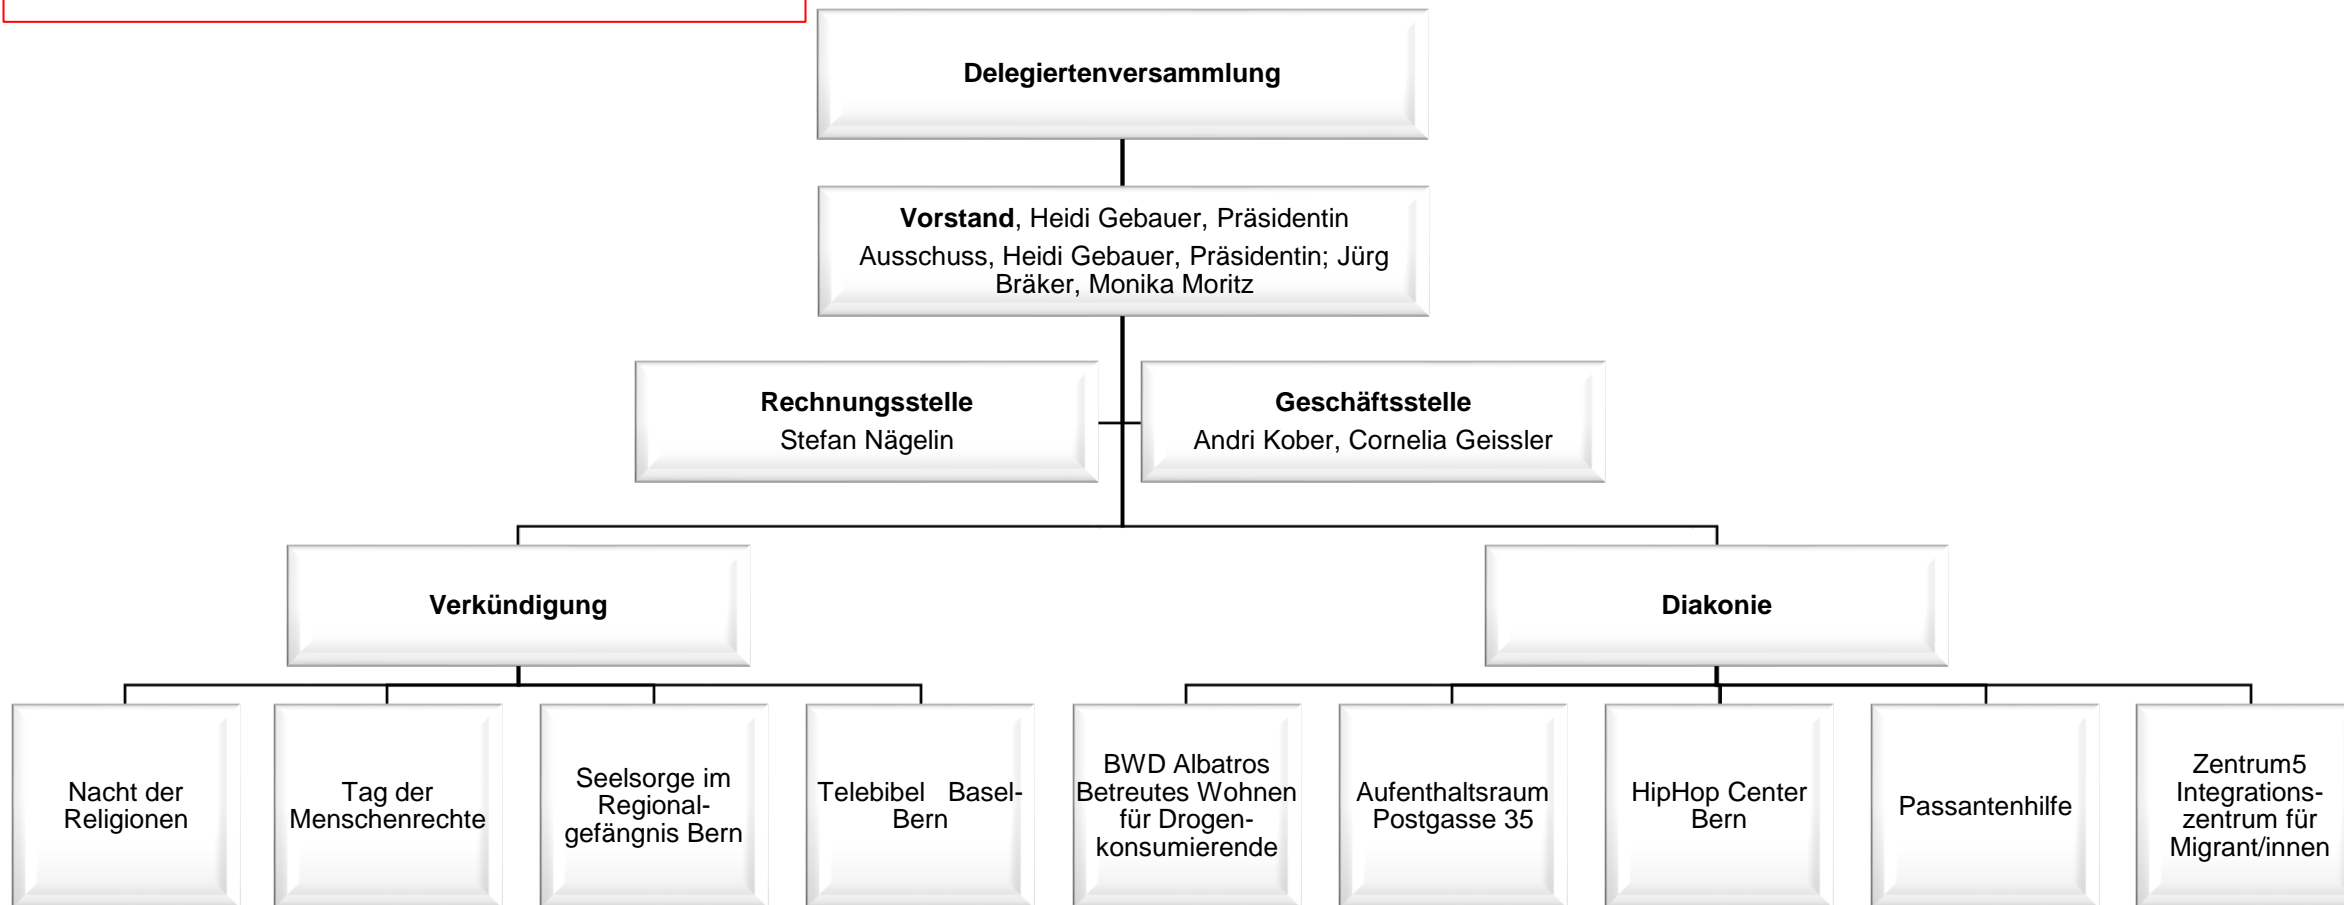 Delegiertenversammlung
Vorstand, Heidi Gebauer, Präsidentin
Ausschuss, Heidi Gebauer, Präsidentin; Jürg
Bräker, Monika Moritz
Rechnungsstelle
Stefan Nägelin
Geschäftsstelle
Andri Kober, Cornelia Geissler
Verkündigung
Diakonie
Nacht der
Religionen
Tag der
Menschenrechte
Seelsorge im
Regional-
gefängnis Bern
Telebibel Basel-
Bern
BWD Albatros
Betreutes Wohnen
für Drogen-
konsumierende
Aufenthaltsraum
Postgasse 35
HipHop Center
Bern
Passantenhilfe
Zentrum5
Integrations-
zentrum für
Migrant/innen